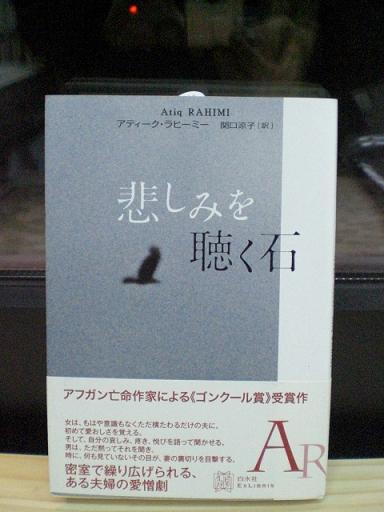 Atiq RAHIMI
アティーク・ラヒーミー 関口涼子［訳］
悲しみを
聴く石
アフガン亡命作家による《ゴンクール賞》受賞作
女は、もはや意識もなくただ横たわるだけの夫に、
初めて愛おしさを覚える。
そして、自分の哀しみ、疼き、悦びを語って聞かせる。
男は、ただ黙ってそれを聞き、
時に、何も見ていないその目が、妻の裏切りを目撃する。
密室で繰り広げられる、
ある夫婦の愛憎劇
AR
白水社
ExLibris